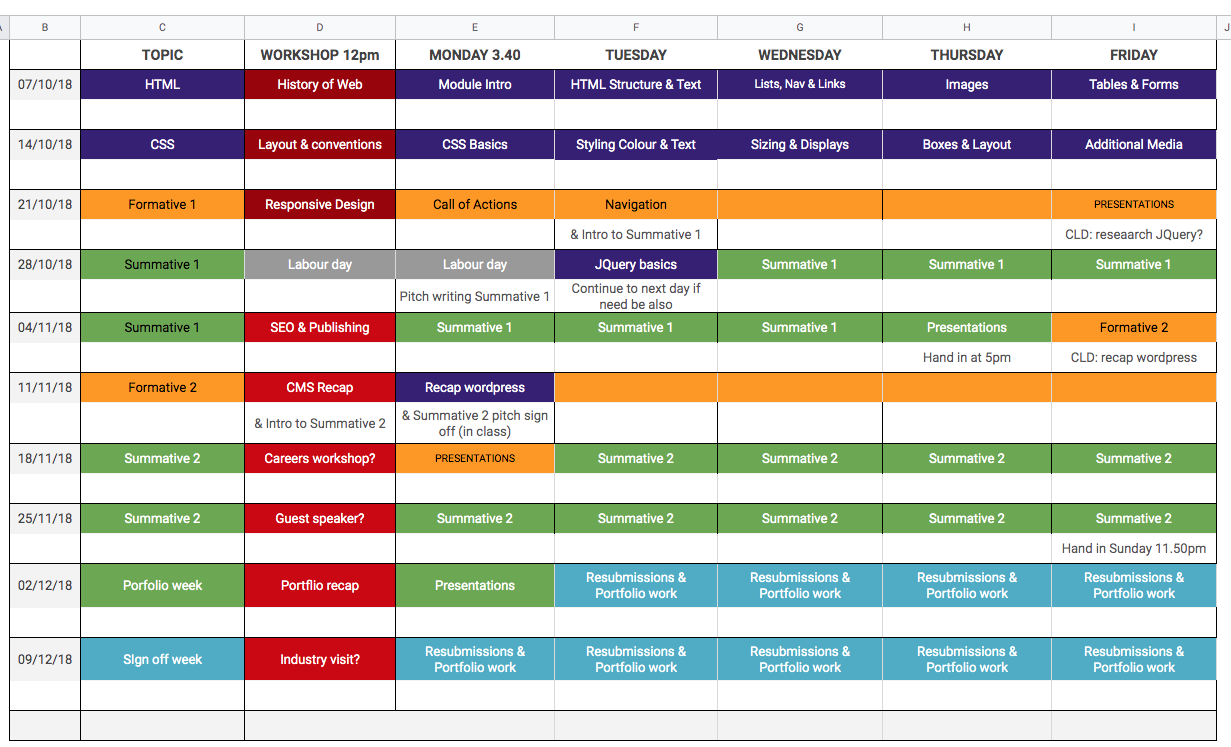 B C D E F G H I J
TOPIC WORKSHOP 12pm MONDAY 3.40 TUESDAY WEDNESDAY THURSDAY FRIDAY
07/10/18 HTML History of Web Module Intro HTML Structure & Text Lists, Nav & Links Images Tables & Forms
14/10/18 CSS Layout & conventions CSS Basics Styling Colour & Text Sizing & Displays Boxes & Layout Additional Media
21/10/18 Formative 1 Responsive Design Call of Actions Navigation PRESENTATIONS
& Intro to Summative 1 CLD: reseaarch JQuery?
28/10/18 Summative 1 Labour day Labour day JQuery basics Summative 1 Summative 1 Summative 1
Pitch writing Summative 1 Continue to next day if
need be also
04/11/18 Summative 1 SEO & Publishing Summative 1 Summative 1 Summative 1 Presentations Formative 2
Hand in at 5pm CLD: recap wordpress
11/11/18 Formative 2 CMS Recap Recap wordpress
& Intro to Summative 2 & Summative 2 pitch sign
off (in class)
18/11/18 Summative 2 Careers workshop? PRESENTATIONS Summative 2 Summative 2 Summative 2 Summative 2
25/11/18 Summative 2 Guest speaker? Summative 2 Summative 2 Summative 2 Summative 2 Summative 2
Hand in Sunday 11.50pm
02/12/18 Porfolio week Portflio recap Presentations Resubmissions & Resubmissions & Resubmissions & Resubmissions &
Portfolio work Portfolio work Portfolio work Portfolio work
09/12/18 SIgn off week Industry visit? Resubmissions & Resubmissions & Resubmissions & Resubmissions & Resubmissions &
Portfolio work Portfolio work Portfolio work Portfolio work Portfolio work